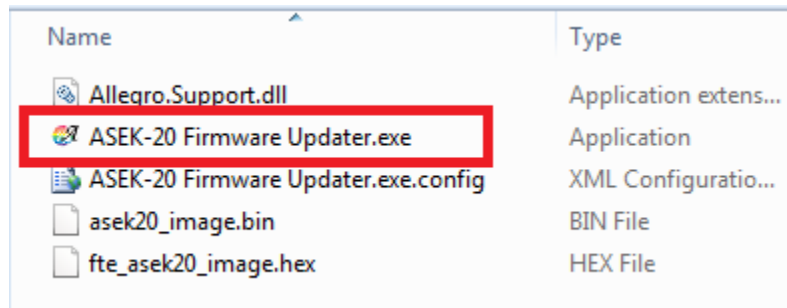 Name Type
Allegro.Support.dll Application extens...
ASEK-20 Firmware Updater.exe Application
ASEK-20 Firmware Updater.exe.config XML Configuratio...
asek20_image.bin BIN File
fte_asek20_image.hex HEX File